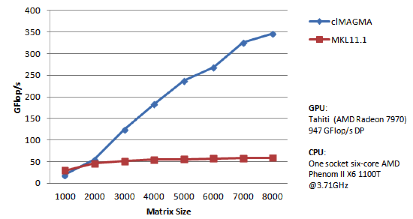 400
350
300
250
200
150
100
50
0
GFlop/s
1000 2000 3000 4000 5000 6000 7000 8000
Matrix Size
clMAGMA
MKL11.1
GPU:
Tahiti (AMD Radeon 7970)
947 GFlop/s DP
CPU:
One socket six-core AMD
Phenom II X6 1100T
@3.71GHz